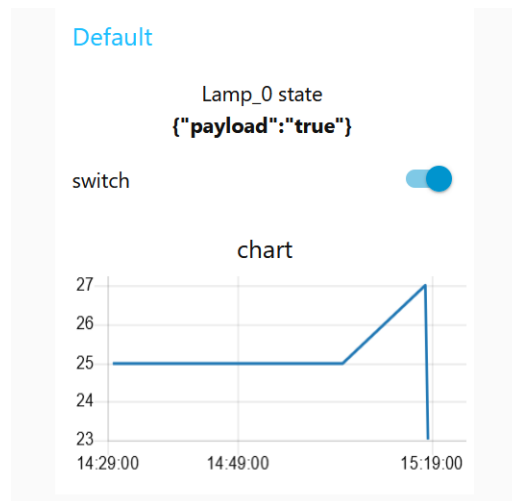 Default
Lamp_0 state
{"payload":"true"}
switch
chart
27
26
25
24
23
14:29:00 14:49:00 15:19:00